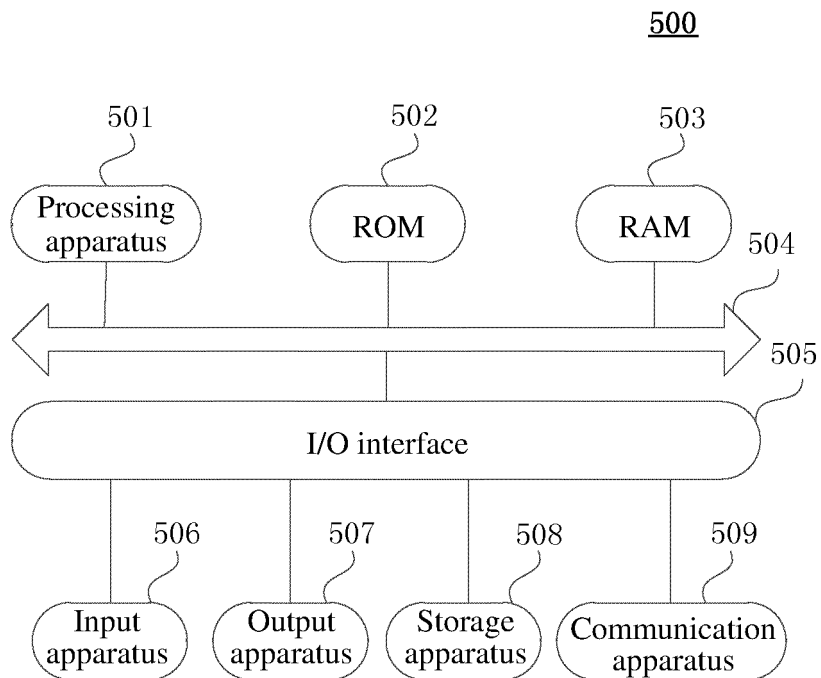 500
501
502
503
Processing
apparatus
ROM
RAM
504
505
I/O interface
506
507
508
509
Input
apparatus
Output
apparatus
Storage
apparatus
Communication
apparatus